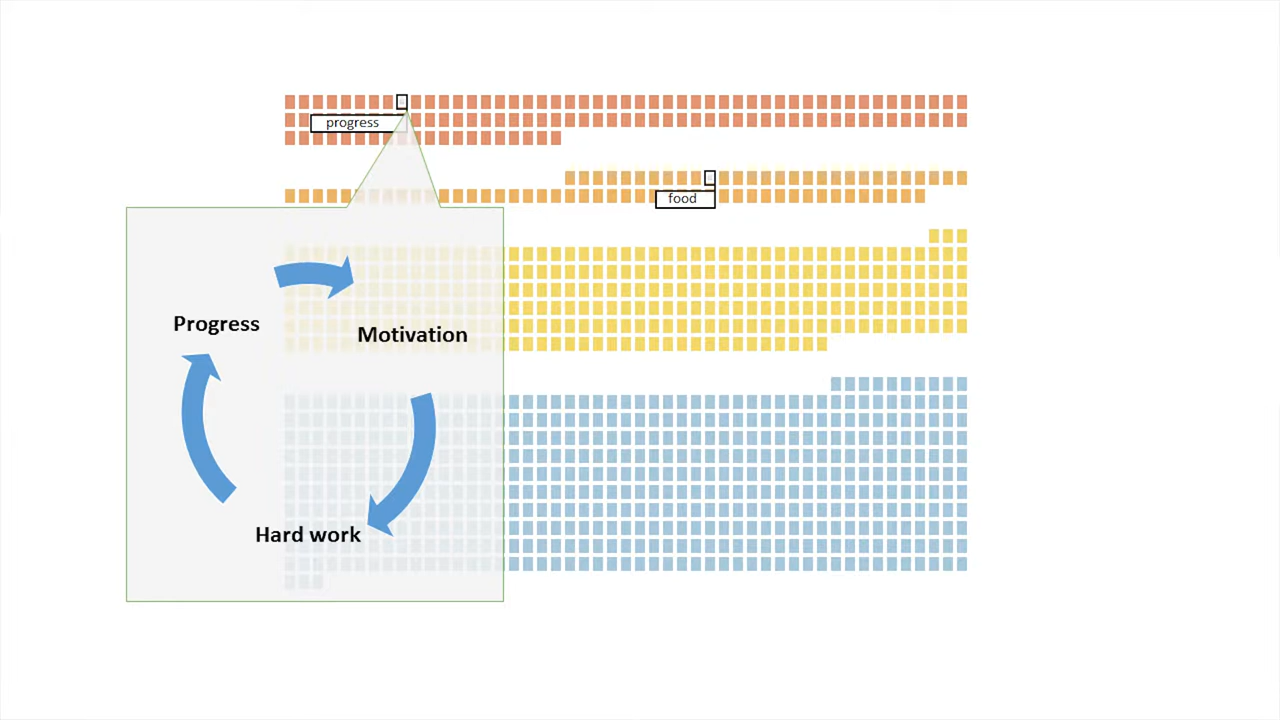 progress
food
Progress
Motivation
Hard work